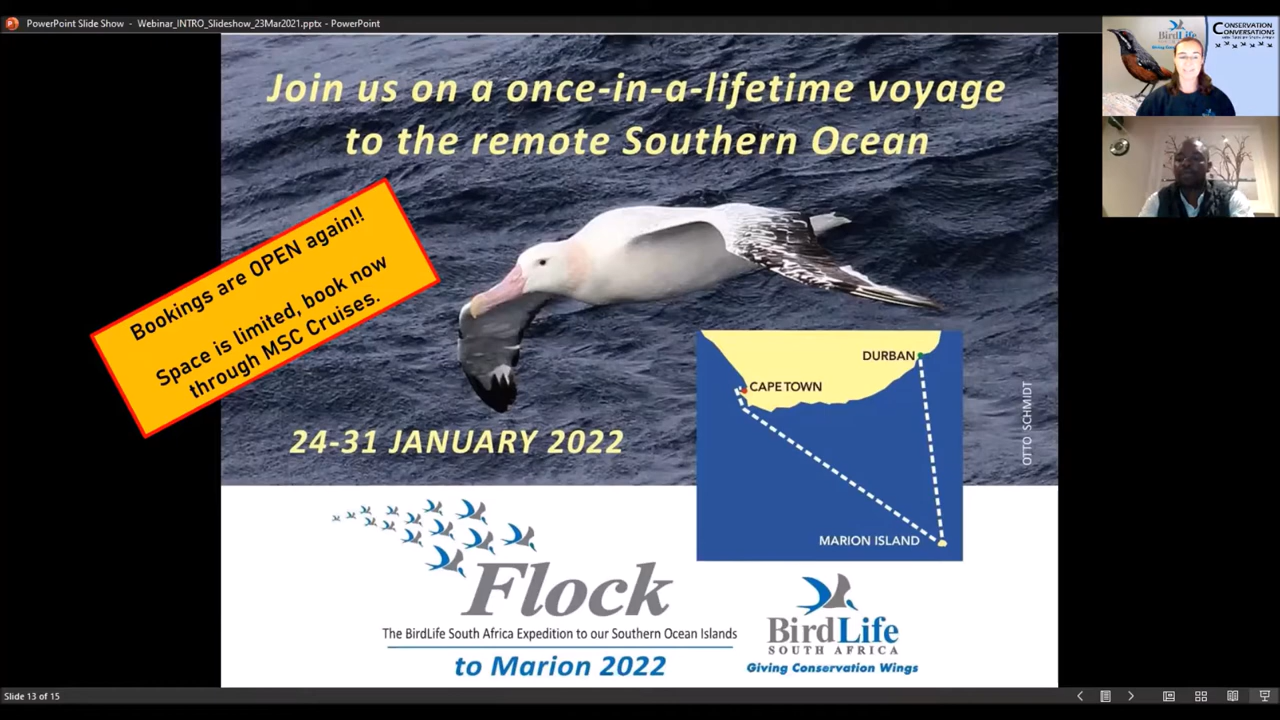 PowerPoint Slide Show - Webinar_INTRO_Slideshow_23Mar2021.pptx - PowerPoint
BirdLife
CONSERVATION
CONVERSATIONS
Join us on a once-in-a-lifetime voyage
to the remote Southern Ocean
Bookings are OPEN again!!
Space is limited, book now
through MSC Cruises.
DURBAN
CAPE TOWN
MARION ISLAND
OTTO SCHMIDT
24-31 JANUARY 2022
Flock
The BirdLife South Africa Expedition to our Southern Ocean Islands
to Marion 2022
BirdLife
SOUTH AFRICA
Giving Conservation Wings
Slide 13 of 15